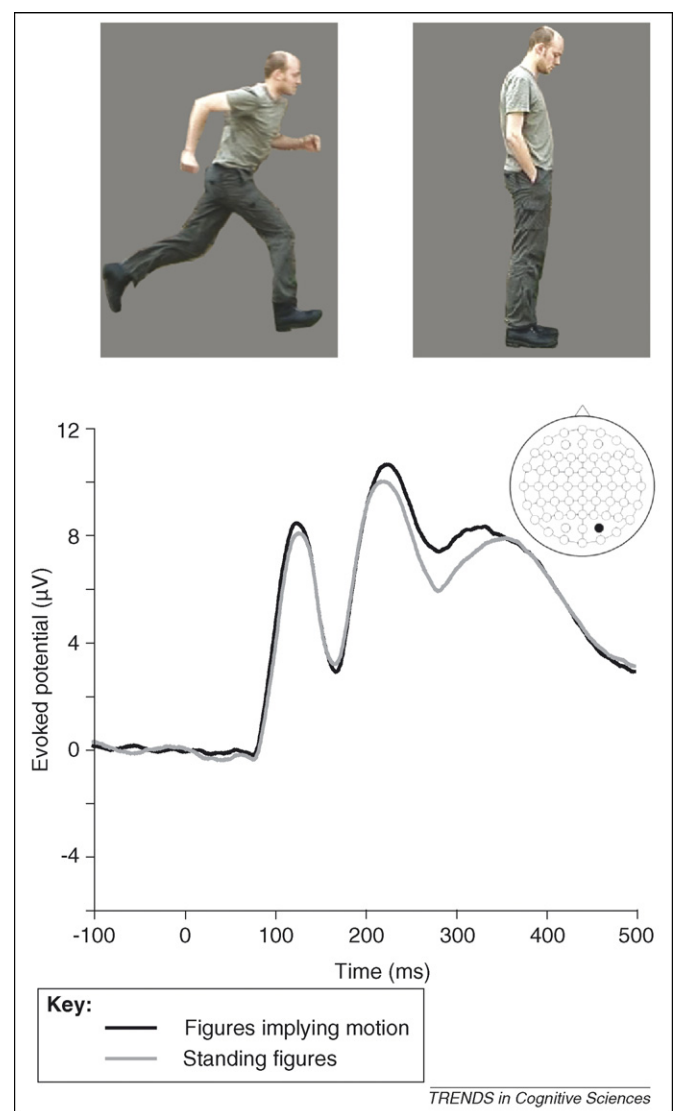 12
8
4
0
-4
Evoked potential (µV)
-100 0 100 200 300 400 500
Time (ms)
Key:
Figures implying motion
Standing figures
TRENDS in Cognitive Sciences